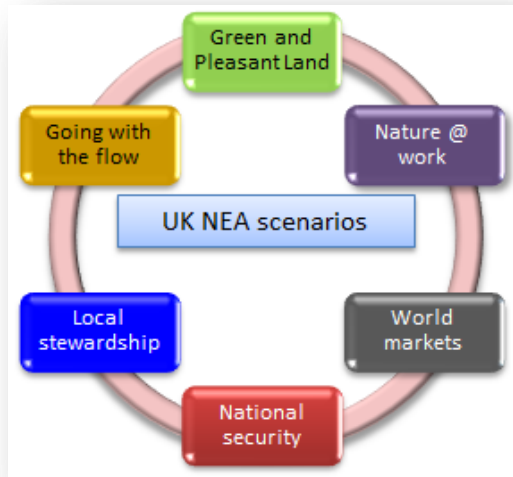 Green and
Pleasant Land
Going with
the flow
Nature @
work
UK NEA scenarios
Local
stewardship
World
markets
National
security